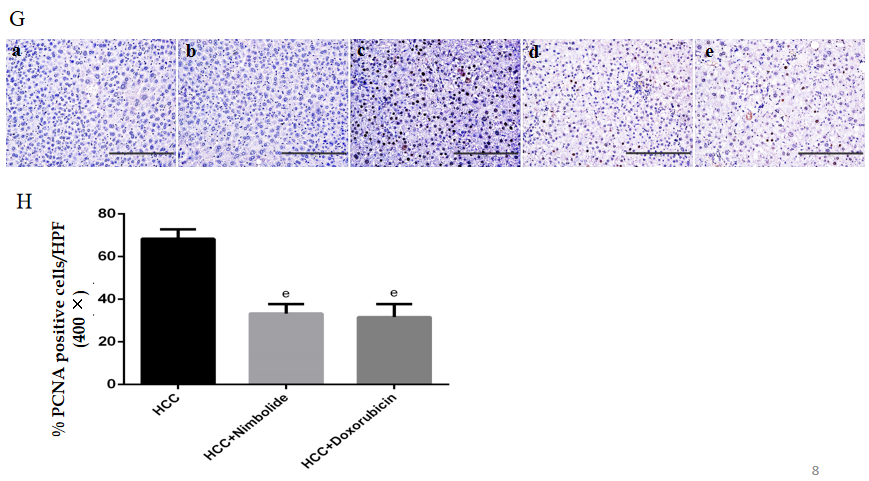 G
a b c d e
H
% PCNA positive cells/HPF
(400 ×)
80
60
40
20
0
e e
HCC
HCC+Nimbolide
HCC+Doxorubicin
8